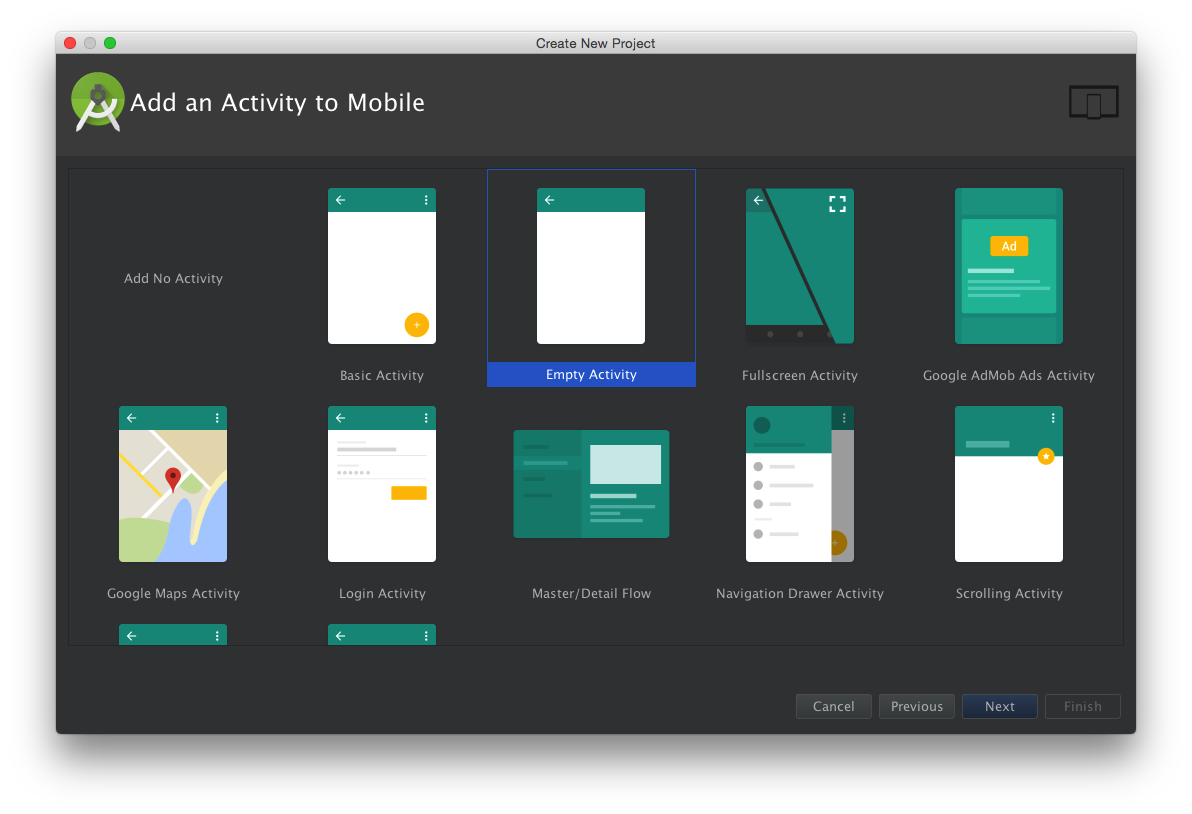 Create New Project
Add an Activity to Mobile
Add No Activity
Basic Activity
Empty Activity
Fullscreen Activity
Ad
Google AdMob Ads Activity
Google Maps Activity
Login Activity
Master/Detail Flow
Navigation Drawer Activity
Scrolling Activity
Cancel
Previous
Next
Finish